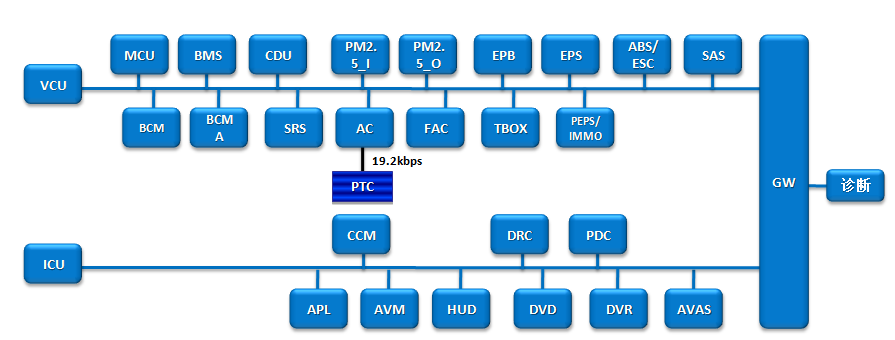 MCU
BMS
CDU
PM2.
5_I
PM2.
5_O
EPB
EPS
ABS/
ESC
SAS
VCU
BCM
BCM
A
SRS
AC
FAC
TBOX
PEPS/
IMMO
19.2kbps
PTC
GW
诊断
CCM
DRC
PDC
ICU
APL
AVM
HUD
DVD
DVR
AVAS